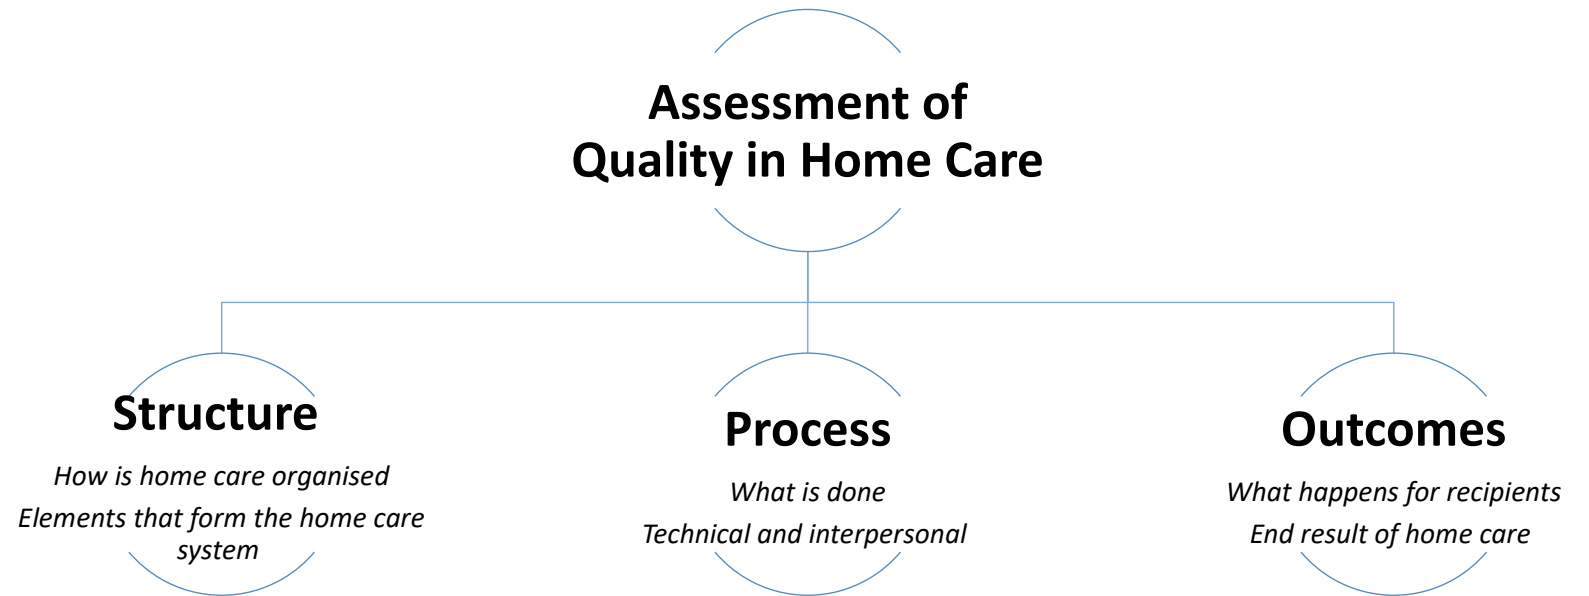 Assessment of
Quality in Home Care
Structure
How is home care organised
Elements that form the home care
system
Process
What is done
Technical and interpersonal
Outcomes
What happens for recipients
End result of home care